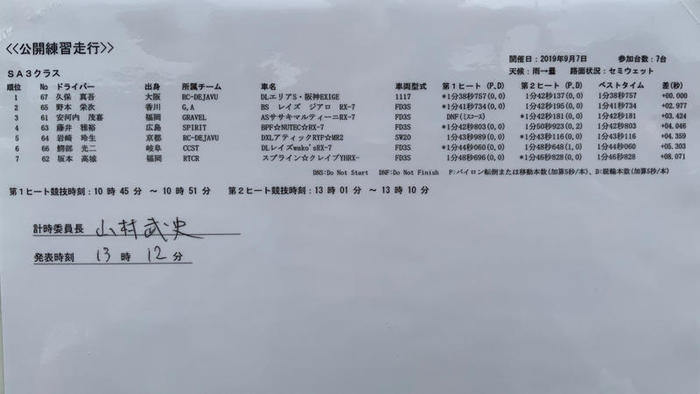 <<公開練習走行>>
開催日：2019年9月7日 参加台数：7台
天候：雨→曇 路面状況：セミウェット
SA3クラス
順位 No ドライバー 出身 所属チーム 車名 車両型式 第1ヒート(P,D) 第2ヒート(P,D) ベストタイム 差(秒)
1 67 久保 真吾 大阪 RC-DEJAVU DLエリアS・阪神EXIGE 1117 *1分38秒757(0,0) 1分42秒137(0,0) 1分38秒757 +00.000
2 65 野本 栄次 香川 G,A BS レイズ ジアロ RX-7 FD3S *1分41秒734(0,0) 1分42秒195(0,0) 1分41秒734 +02.977
3 61 安河内 茂喜 福岡 GRAVEL ASササキマルティーニRX-7 FD3S DNF((ミスコース) *1分42秒181(0,0) 1分42秒181 +03.424
4 63 藤井 雅裕 広島 SPIRIT BPF☆NUTEC☆RX-7 FD3S *1分42秒803(0,0) 1分50秒923(0,2) 1分42秒803 +04.046
5 64 岩崎 玲生 京都 RC-DEJAVU DXLアティックRYP☆MR2 SW20 1分43秒989(0,0) *1分43秒116(0,0) 1分43秒116 +04.359
6 66 鰐部 光二 岐阜 CCST DLレイズwako'sRX-7 FD3S *1分44秒060(0,0) 1分48秒648(1,0) 1分44秒060 +05.303
7 62 坂本 高雄 福岡 RTCR スプライン☆クレイブYHRX- FD3S 1分48秒696(0,0) *1分46秒828(0,0) 1分46秒828 +08.071
DNS:Do Not Start DNF:Do Not Finish P:パイロン転倒または移動本数(加算5秒/本)、D:脱輪本数(加算5秒/本)
第1ヒート競技時刻：10時45分 ～10時51分 第2ヒート競技時刻：13時01分 ～13時10分
計時委員長 山村武史
発表時刻 13時12分